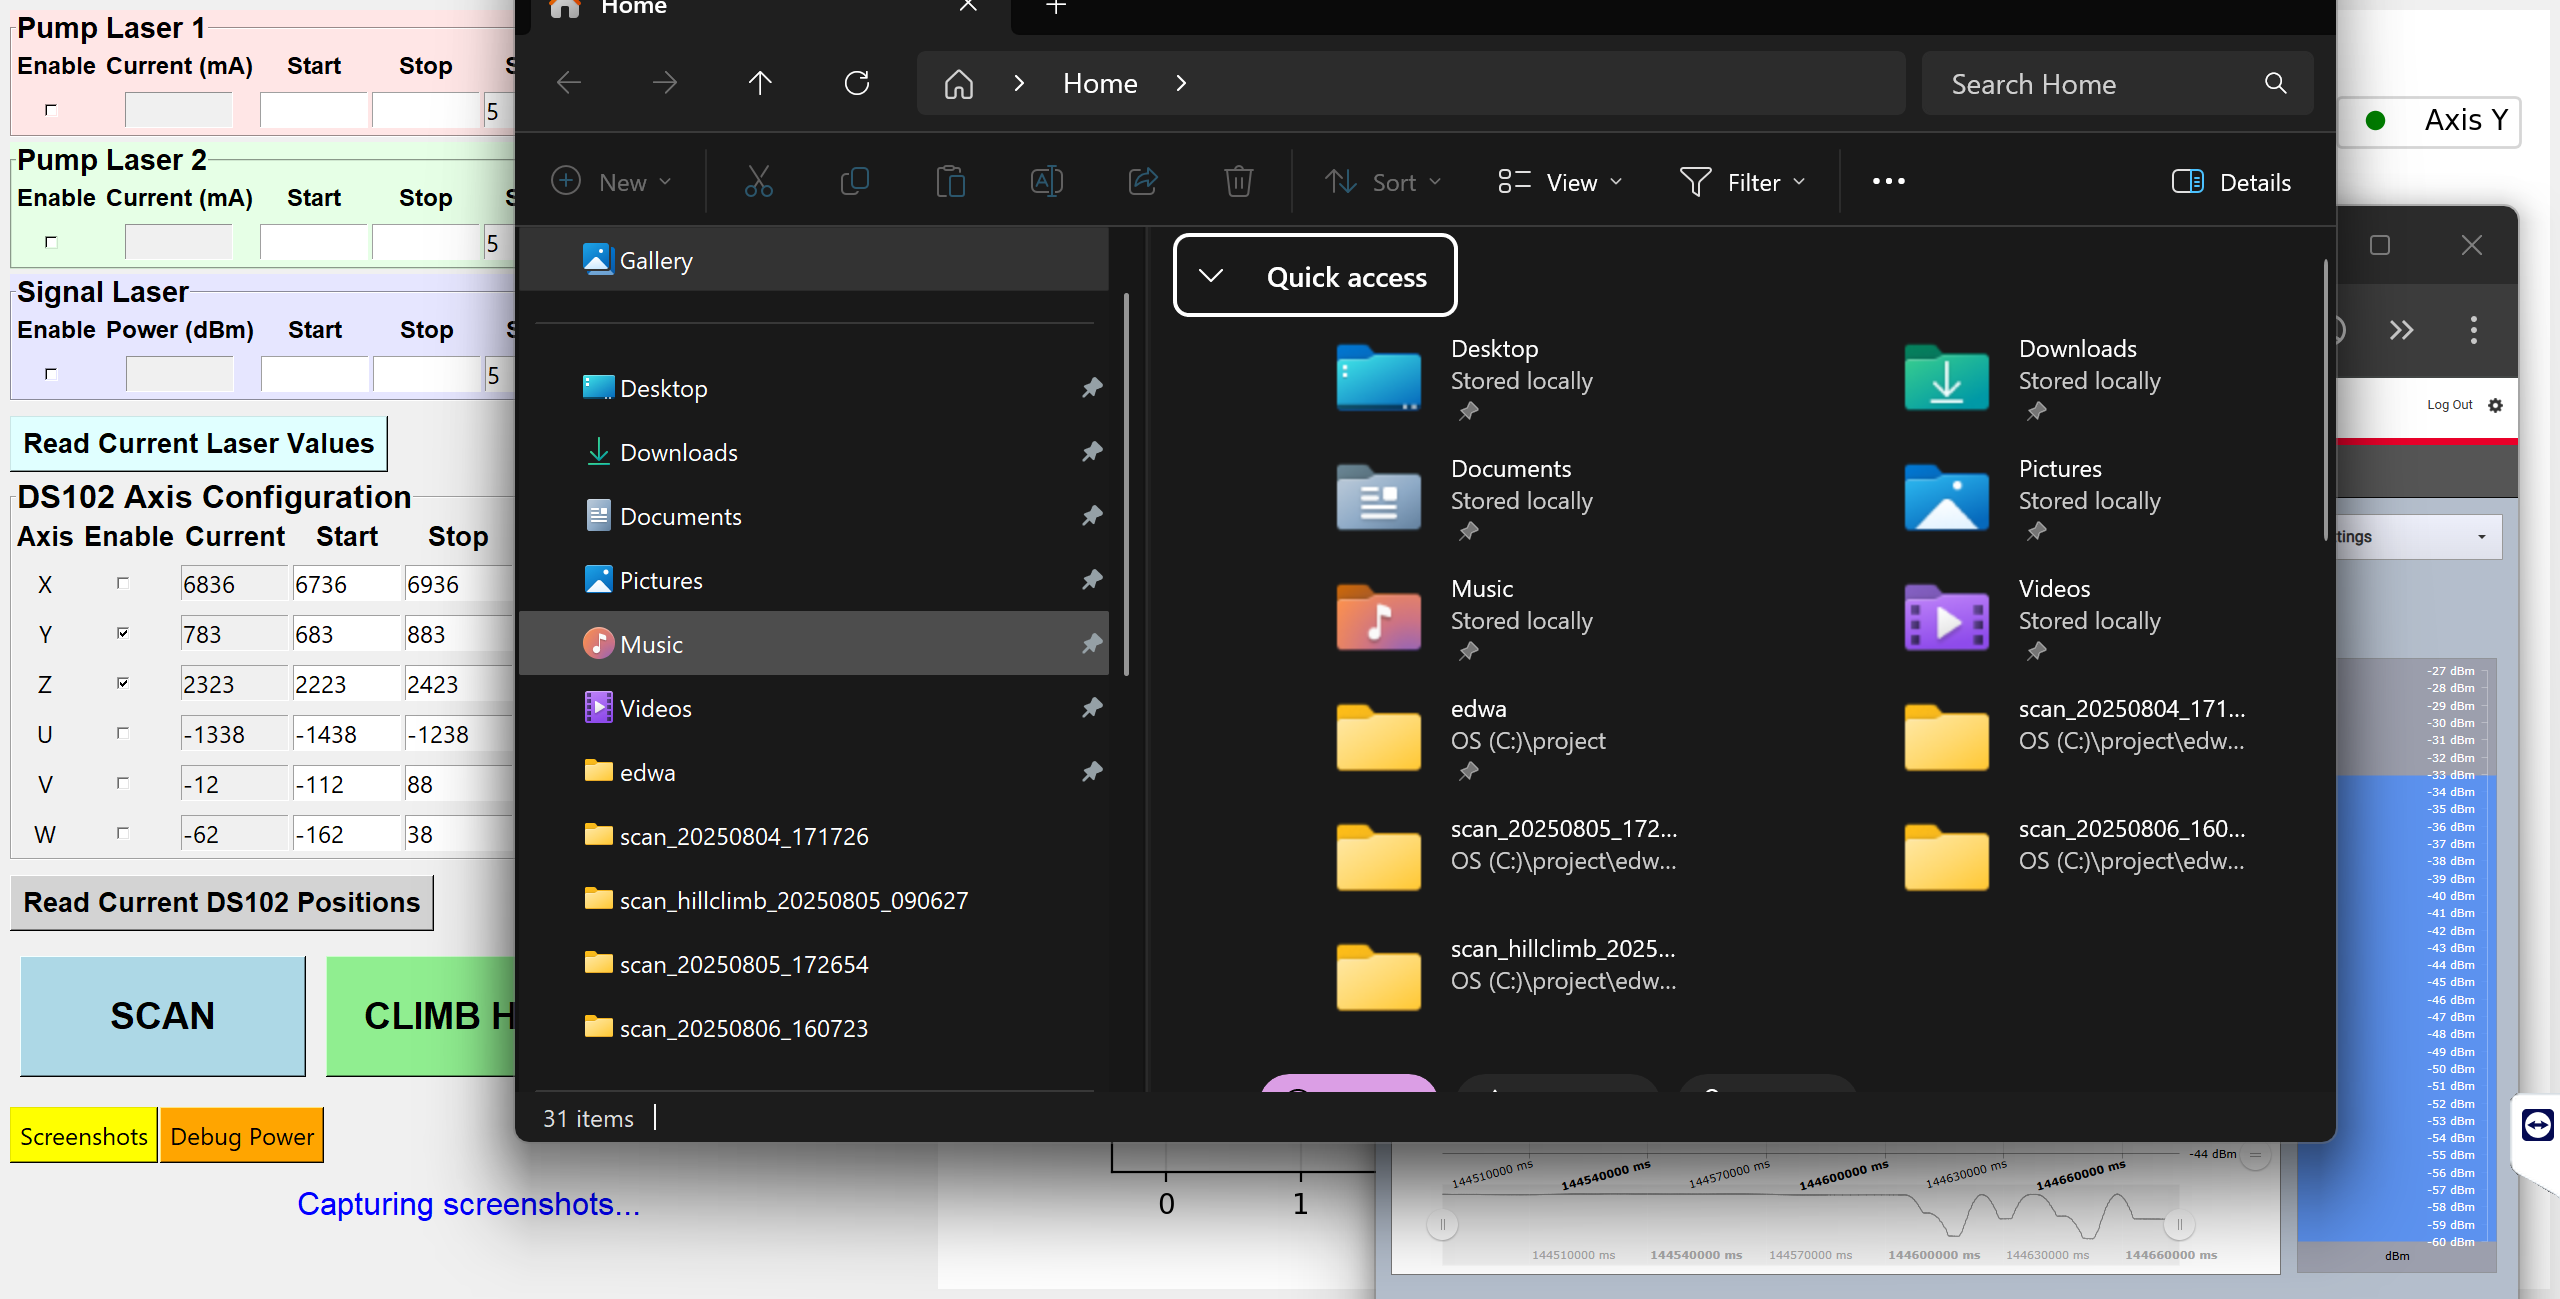 Pump Laser 1
Enable Current (mA) Start Stop
5
Pump Laser 2
Enable Current (mA) Start Stop
5
Signal Laser
Enable Power (dBm) Start Stop
5
Read Current Laser Values
DS102 Axis Configuration
Axis Enable Current Start Stop
X 6836 6736 6936
Y 783 683 883
Z 2323 2223 2423
U -1338 -1438 -1238
V -12 -112 88
W -62 -162 38
Read Current DS102 Positions
SCAN
CLIMB H
Screenshots
Debug Power
Capturing screenshots...
Home
Home
Search Home
New
Sort
View
Filter
Details
Gallery
Desktop
Downloads
Documents
Pictures
Music
Videos
edwa
scan_20250804_171726
scan_hillclimb_20250805_090627
scan_20250805_172654
scan_20250806_160723
31 items
Quick access
Desktop
Stored locally
Downloads
Stored locally
Documents
Stored locally
Pictures
Stored locally
Music
Stored locally
Videos
Stored locally
edwa
OS (C:)\project
scan_20250804_171...
OS (C:)\project\edw...
scan_20250805_172...
OS (C:)\project\edw...
scan_20250806_160...
OS (C:)\project\edw...
scan_hillclimb_2025...
OS (C:)\project\edw...
Axis Y
Log Out
tings
-27 dBm
-28 dBm
-29 dBm
-30 dBm
-31 dBm
-32 dBm
-33 dBm
-34 dBm
-35 dBm
-36 dBm
-37 dBm
-38 dBm
-39 dBm
-40 dBm
-41 dBm
-42 dBm
-43 dBm
-44 dBm
-45 dBm
-46 dBm
-47 dBm
-48 dBm
-49 dBm
-50 dBm
-51 dBm
-52 dBm
-53 dBm
-54 dBm
-55 dBm
-56 dBm
-57 dBm
-58 dBm
-59 dBm
-60 dBm
dBm
0 1
-44 dBm
144510000 ms 144540000 ms 144570000 ms 144600000 ms 144630000 ms 144660000 ms
144510000 ms 144540000 ms 144570000 ms 144600000 ms 144630000 ms 144660000 ms